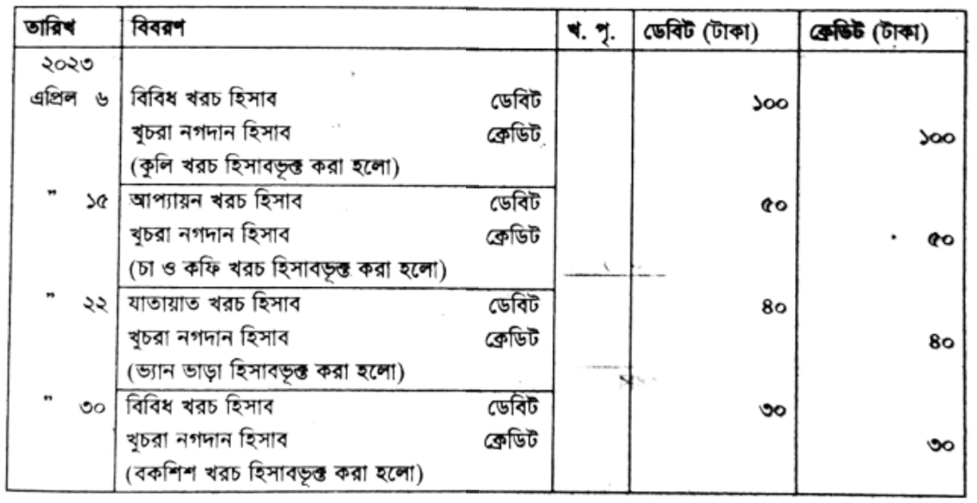 তারিখ বিবরণ খ. পৃ. ডেবিট (টাকা) ক্রেডিট (টাকা)
২০২৩
এপ্রিল ৬ বিবিধ খরচ হিসাব ডেবিট ১০০
খুচরা নগদান হিসাব ক্রেডিট ১০০
(কুলি খরচ হিসাবভুক্ত করা হলো)
" ১৫ আপ্যায়ন খরচ হিসাব ডেবিট ৫০
খুচরা নগদান হিসাব ক্রেডিট ৫০
(চা ও কফি খরচ হিসাবভুক্ত করা হলো)
" ২২ যাতায়াত খরচ হিসাব ডেবিট ৪০
খুচরা নগদান হিসাব ক্রেডিট ৪০
(ভ্যান ভাড়া হিসাবভুক্ত করা হলো)
" ৩০ বিবিধ খরচ হিসাব ডেবিট ৩০
খুচরা নগদান হিসাব ক্রেডিট ৩০
(বকশিশ খরচ হিসাবভুক্ত করা হলো)